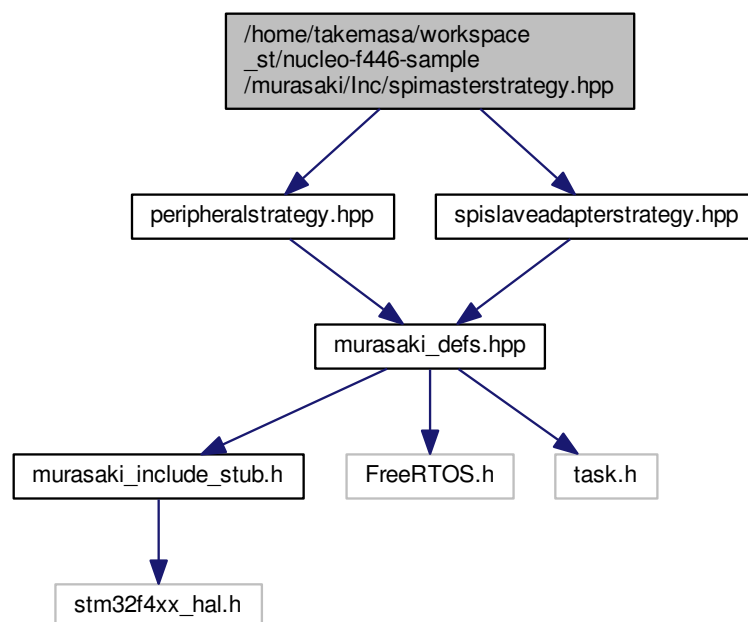 /home/takemasa/workspace
_st/nucleo-f446-sample
/murasaki/Inc/spimasterstrategy.hpp
peripheralstrategy.hpp
spislaveadapterstrategy.hpp
murasaki_defs.hpp
murasaki_include_stub.h
FreeRTOS.h
task.h
stm32f4xx_hal.h